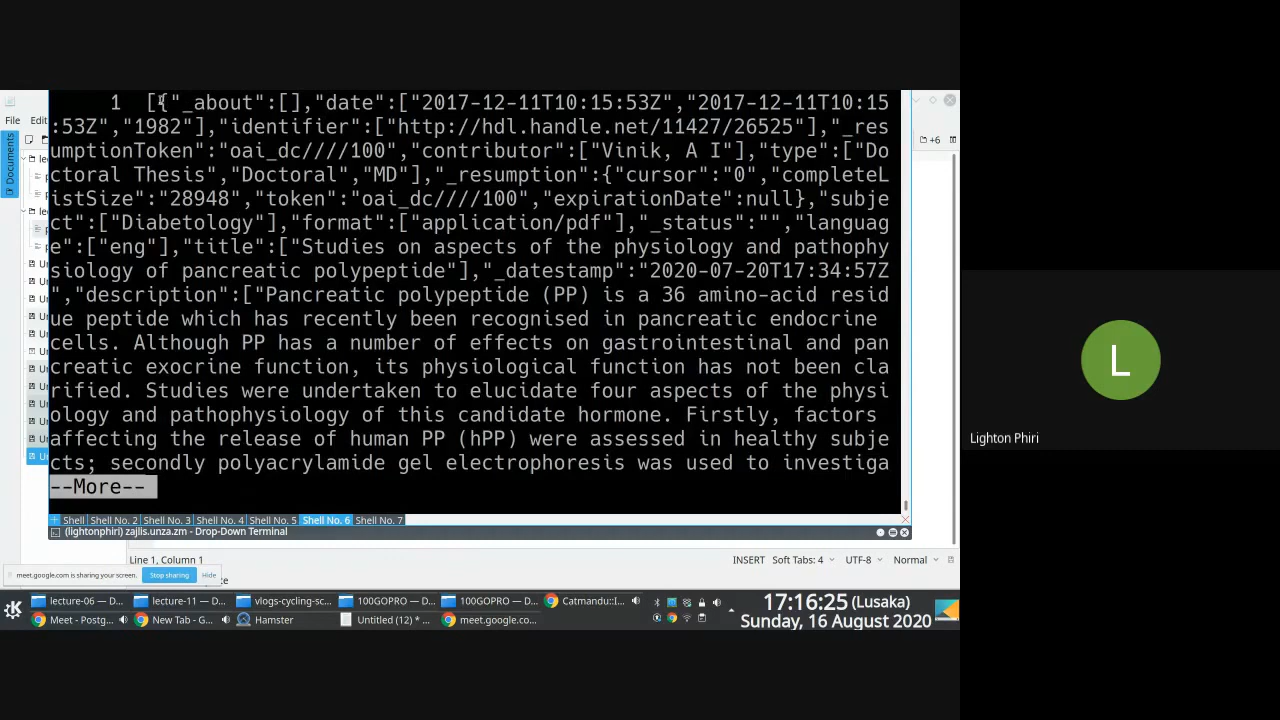 1 [{"_about":[],"date":["2017-12-11T10:15:53Z","2017-12-11T10:15
:53Z","1982"],"identifier":["http://hdl.handle.net/11427/26525"],"_res
umptionToken":"oai_dc////100","contributor":["Vinik, A I"],"type":["Do
ctoral Thesis","Doctoral","MD"],"_resumption":{"cursor":"0","completeL
istSize":"28948","token":"oai_dc////100","expirationDate":null},"subje
ct":["Diabetology"],"format":["application/pdf"],"_status":"","languag
e":["eng"],"title":["Studies on aspects of the physiology and pathophy
siology of pancreatic polypeptide"],"_datestamp":"2020-07-20T17:34:57Z
","description":["Pancreatic polypeptide (PP) is a 36 amino-acid resid
ue peptide which has recently been recognised in pancreatic endocrine
cells. Although PP has a number of effects on gastrointestinal and pan
creatic exocrine function, its physiological function has not been cla
rified. Studies were undertaken to elucidate four aspects of the physi
ology and pathophysiology of this candidate hormone. Firstly, factors
affecting the release of human PP (hPP) were assessed in healthy subje
cts; secondly polyacrylamide gel electrophoresis was used to investiga
--More--
File Edit
Documents
+6
L
Lighton Phiri
Shell Shell No. 2 Shell No. 3 Shell No. 4 Shell No. 5 Shell No. 6 Shell No. 7
(lightonphiri) zajlis.unza.zm - Drop-Down Terminal
Line 1, Column 1 INSERT Soft Tabs: 4 UTF-8 Normal
meet.google.com is sharing your screen. Stop sharing Hide
lecture-06 — D... lecture-11 — D... vlogs-cycling-sc... 100GOPRO — D... 100GOPRO — D... Catmandu::I...
Meet - Postg... New Tab - G... Hamster Untitled (12) * ... meet.google.co...
17:16:25 (Lusaka)
Sunday, 16 August 2020